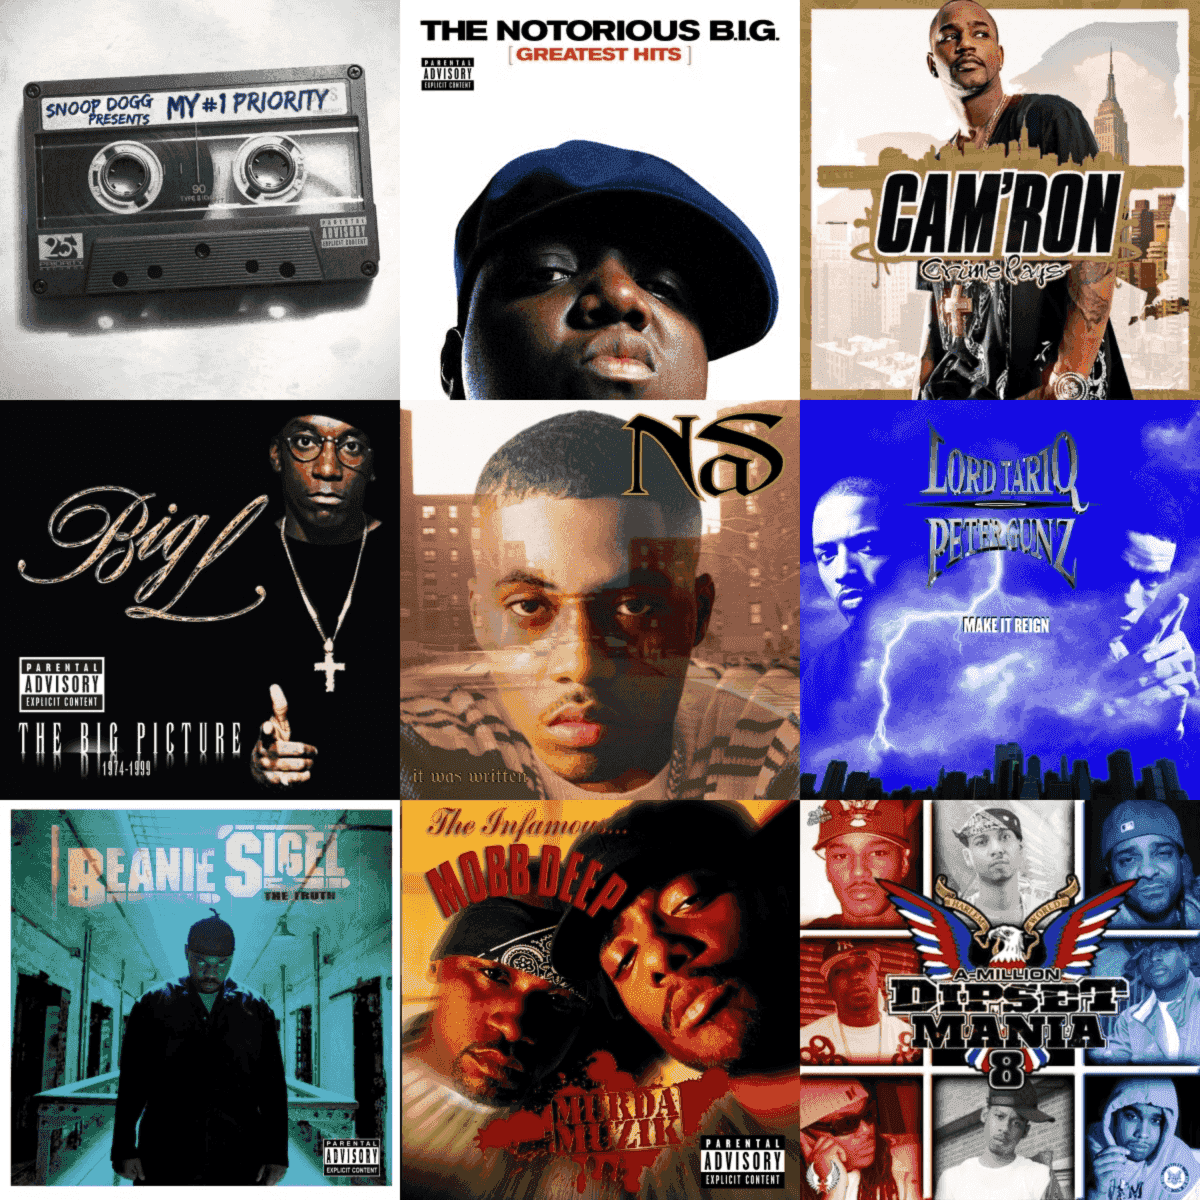 SNOOP DOGG
PRESENTS
MY #1 PRIORITY
90
PARENTAL
ADVISORY
25
THE NOTORIOUS B.I.G.
[GREATEST HITS]
PARENTAL
ADVISORY
EXPLICIT CONTENT
CAM'RON
Crime Pays
Big L
PARENTAL
ADVISORY
EXPLICIT CONTENT
THE BIG PICTURE
1974-1999
NaS
it was written
LORD TARIQ
PETER GUNZ
MAKE IT REIGN
BEANIE SIGEL
THE TRUTH
PARENTAL
ADVISORY
EXPLICIT CONTENT
The Infamous...
MOBB DEEP
MURDA
MUZIK
PARENTAL
ADVISORY
EXPLICIT CONTENT
HARLEM
WORLD
A-MILLION
DIPSET
MANIA
8